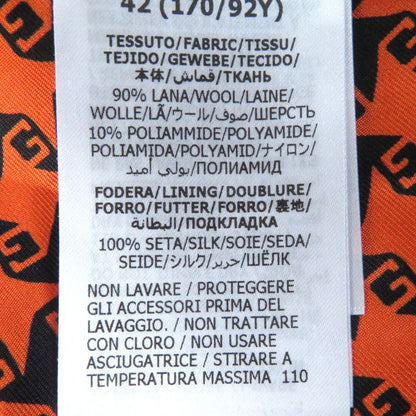 42 (170/92Y)
TESSUTO/FABRIC/TISSU/
TEJIDO/GEWEBE/TECIDO/
本体/قماش/ТКАНЬ
90% LANA/WOOL/LAINE/
WOLLE/LÃ/ウール/صوف/ШЕРСТЬ
10% POLIAMMIDE/POLYAMIDE/
POLIAMIDA/POLYAMID/ナイロン/
بولي أميد/ПОЛИАМИД
FODERA/LINING/DOUBLURE/
FORRO/FUTTER/FORRO/裏地/
البطانة/ПОДКЛАДКА
100% SETA/SILK/SOIE/SEDA/
SEIDE/シルク/حرير/ШЁЛК
NON LAVARE / PROTEGGERE
GLI ACCESSORI PRIMA DEL
LAVAGGIO. / NON TRATTARE
CON CLORO / NON USARE
ASCIUGATRICE / STIRARE A
TEMPERATURA MASSIMA 110